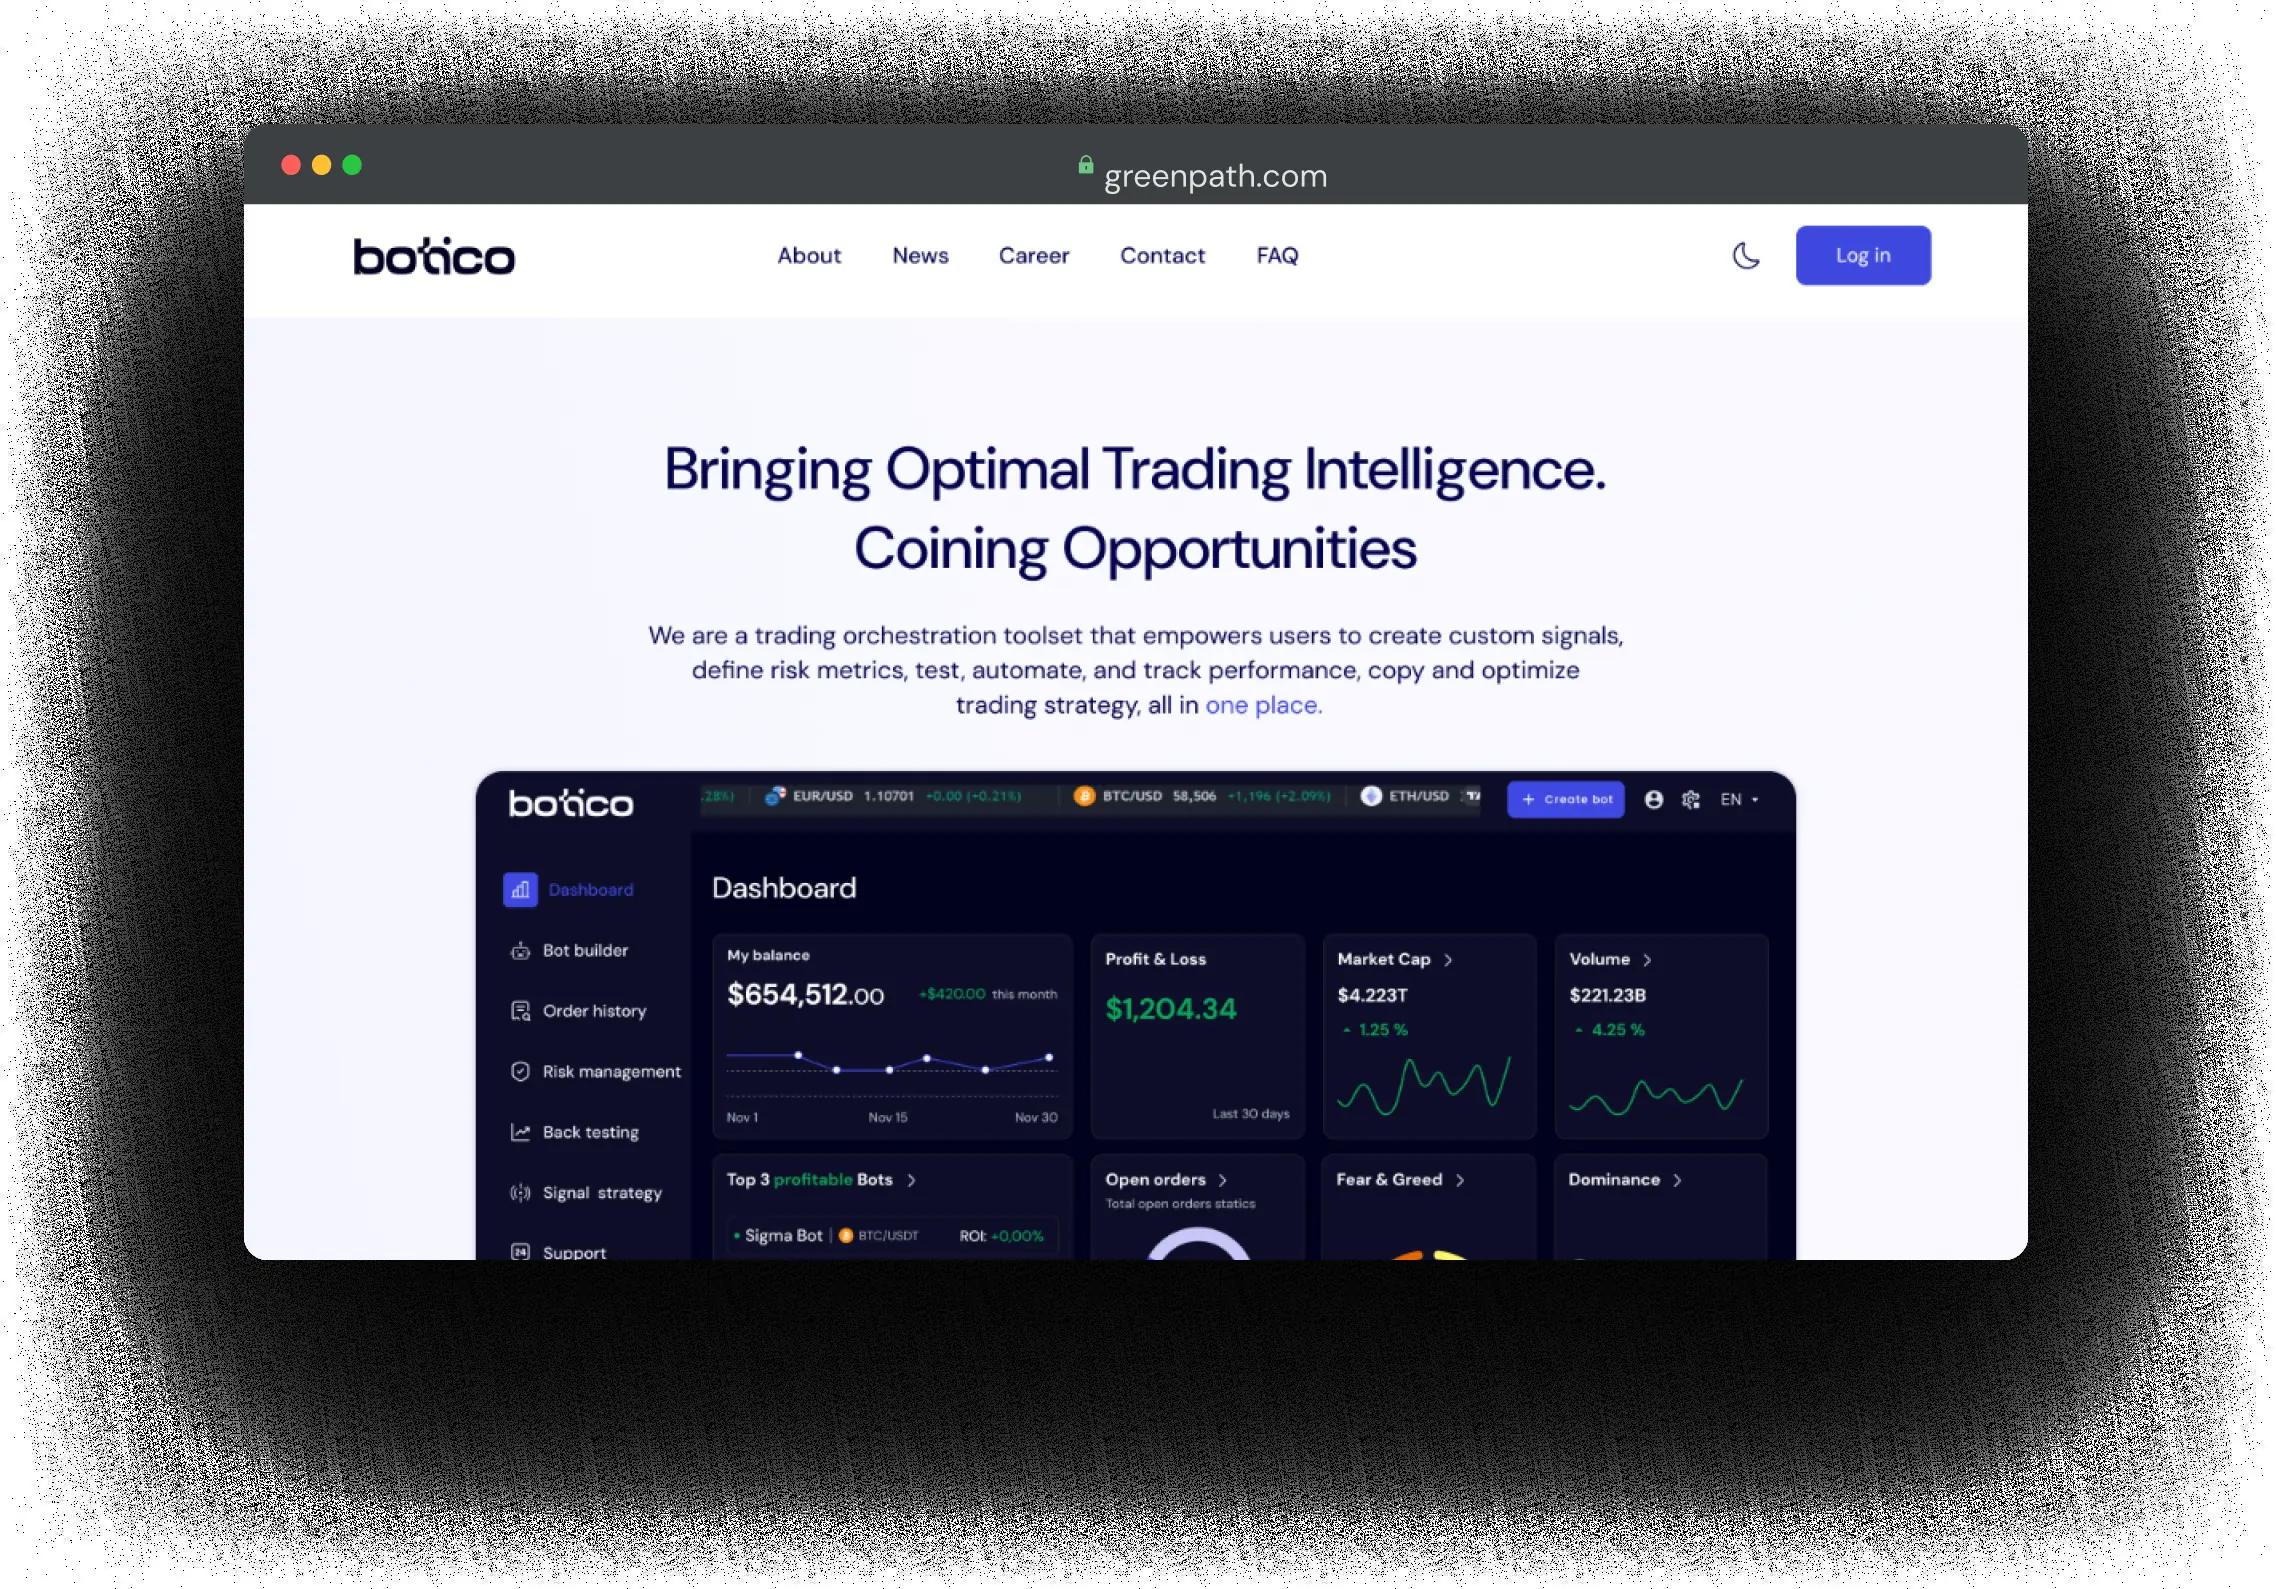 greenpath.com
botico
About News Career Contact FAQ
Log in
Bringing Optimal Trading Intelligence.
Coining Opportunities
We are a trading orchestration toolset that empowers users to create custom signals,
define risk metrics, test, automate, and track performance, copy and optimize
trading strategy, all in one place.
botico
.28%) EUR/USD 1.10701 +0.00 (+0.21%) BTC/USD 58,506 +1,196 (+2.09%) ETH/USD
+ Create bot
EN
Dashboard
Bot builder
Order history
Risk management
Back testing
Signal strategy
Support
Dashboard
My balance
$654,512.00 +$420.00 this month
Nov 1 Nov 15 Nov 30
Profit & Loss
$1,204.34
Last 30 days
Market Cap
$4.223T
1.25 %
Volume
$221.23B
4.25 %
Top 3 profitable Bots
Sigma Bot | BTC/USDT ROI: +0,00%
Open orders
Total open orders statics
Fear & Greed
Dominance